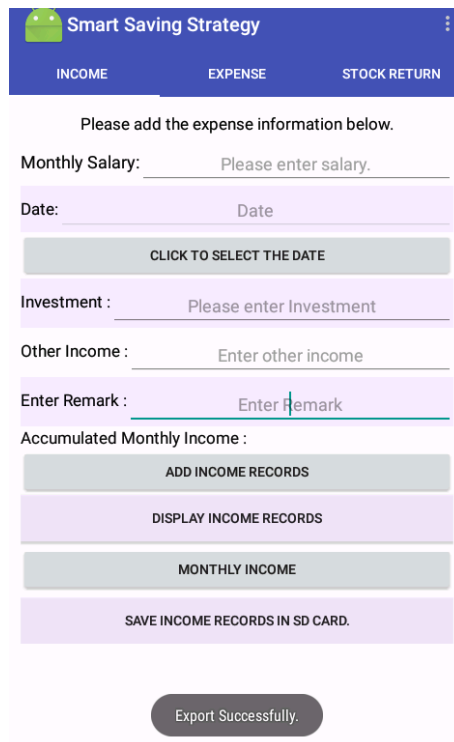 Smart Saving Strategy
INCOME EXPENSE STOCK RETURN
Please add the expense information below.
Monthly Salary: Please enter salary.
Date: Date
CLICK TO SELECT THE DATE
Investment : Please enter Investment
Other Income : Enter other income
Enter Remark : Enter Remark
Accumulated Monthly Income :
ADD INCOME RECORDS
DISPLAY INCOME RECORDS
MONTHLY INCOME
SAVE INCOME RECORDS IN SD CARD.
Export Successfully.